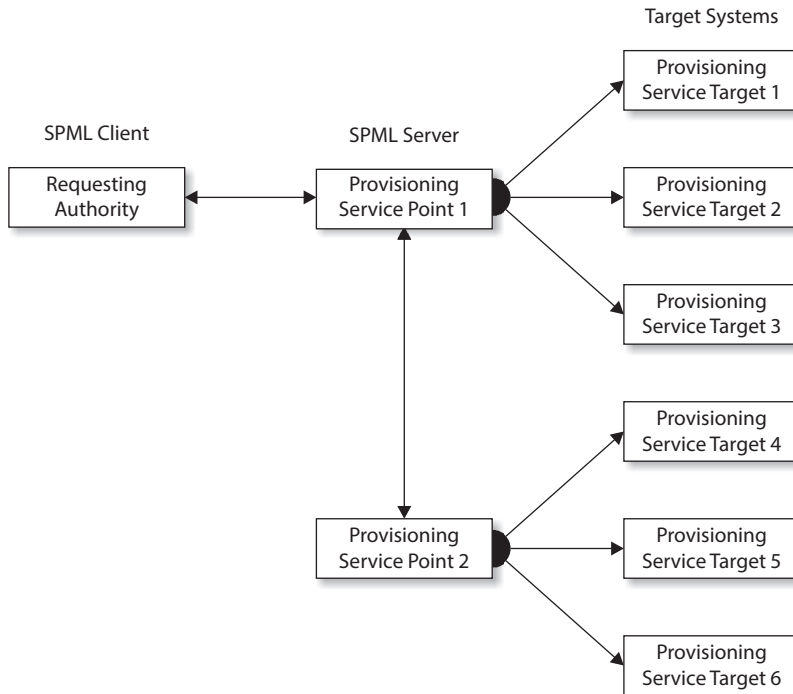 Target Systems
Provisioning
Service Target 1
SPML Client
SPML Server
Requesting
Authority
Provisioning
Service Point 1
Provisioning
Service Target 2
Provisioning
Service Target 3
Provisioning
Service Target 4
Provisioning
Service Point 2
Provisioning
Service Target 5
Provisioning
Service Target 6